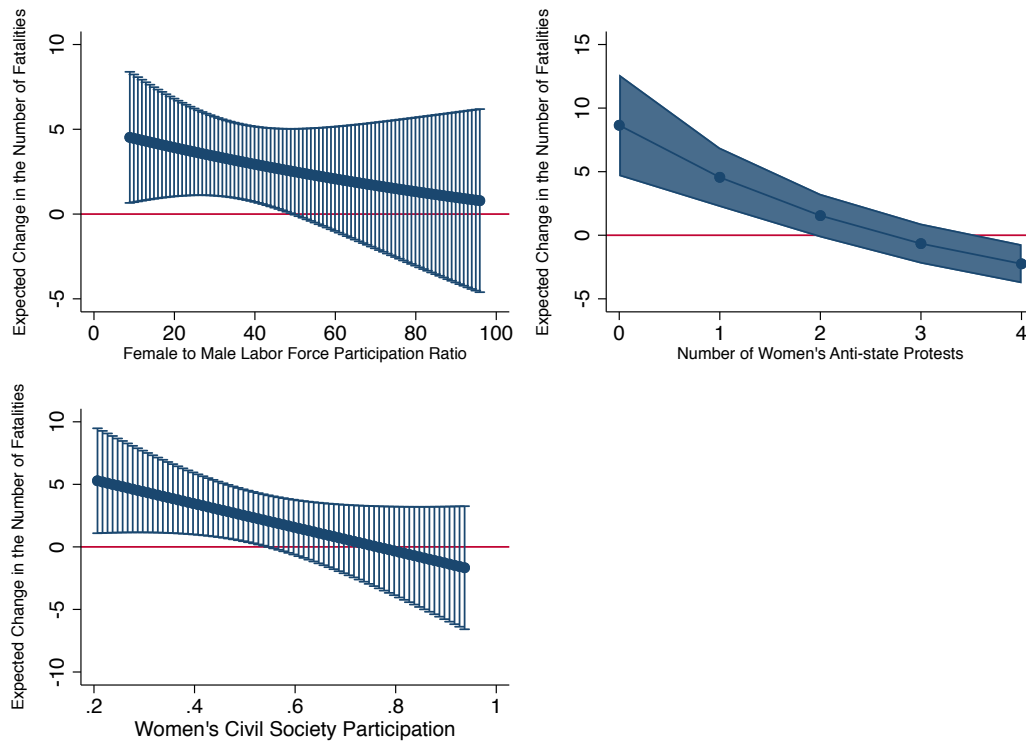 Expected Change in the Number of Fatalities
10
5
0
-5
0 20 40 60 80 100
Female to Male Labor Force Participation Ratio
Expected Change in the Number of Fatalities
15
10
5
0
-5
0 1 2 3 4
Number of Women's Anti-state Protests
Expected Change in the Number of Fatalities
10
5
0
-5
-10
.2 .4 .6 .8 1
Women's Civil Society Participation